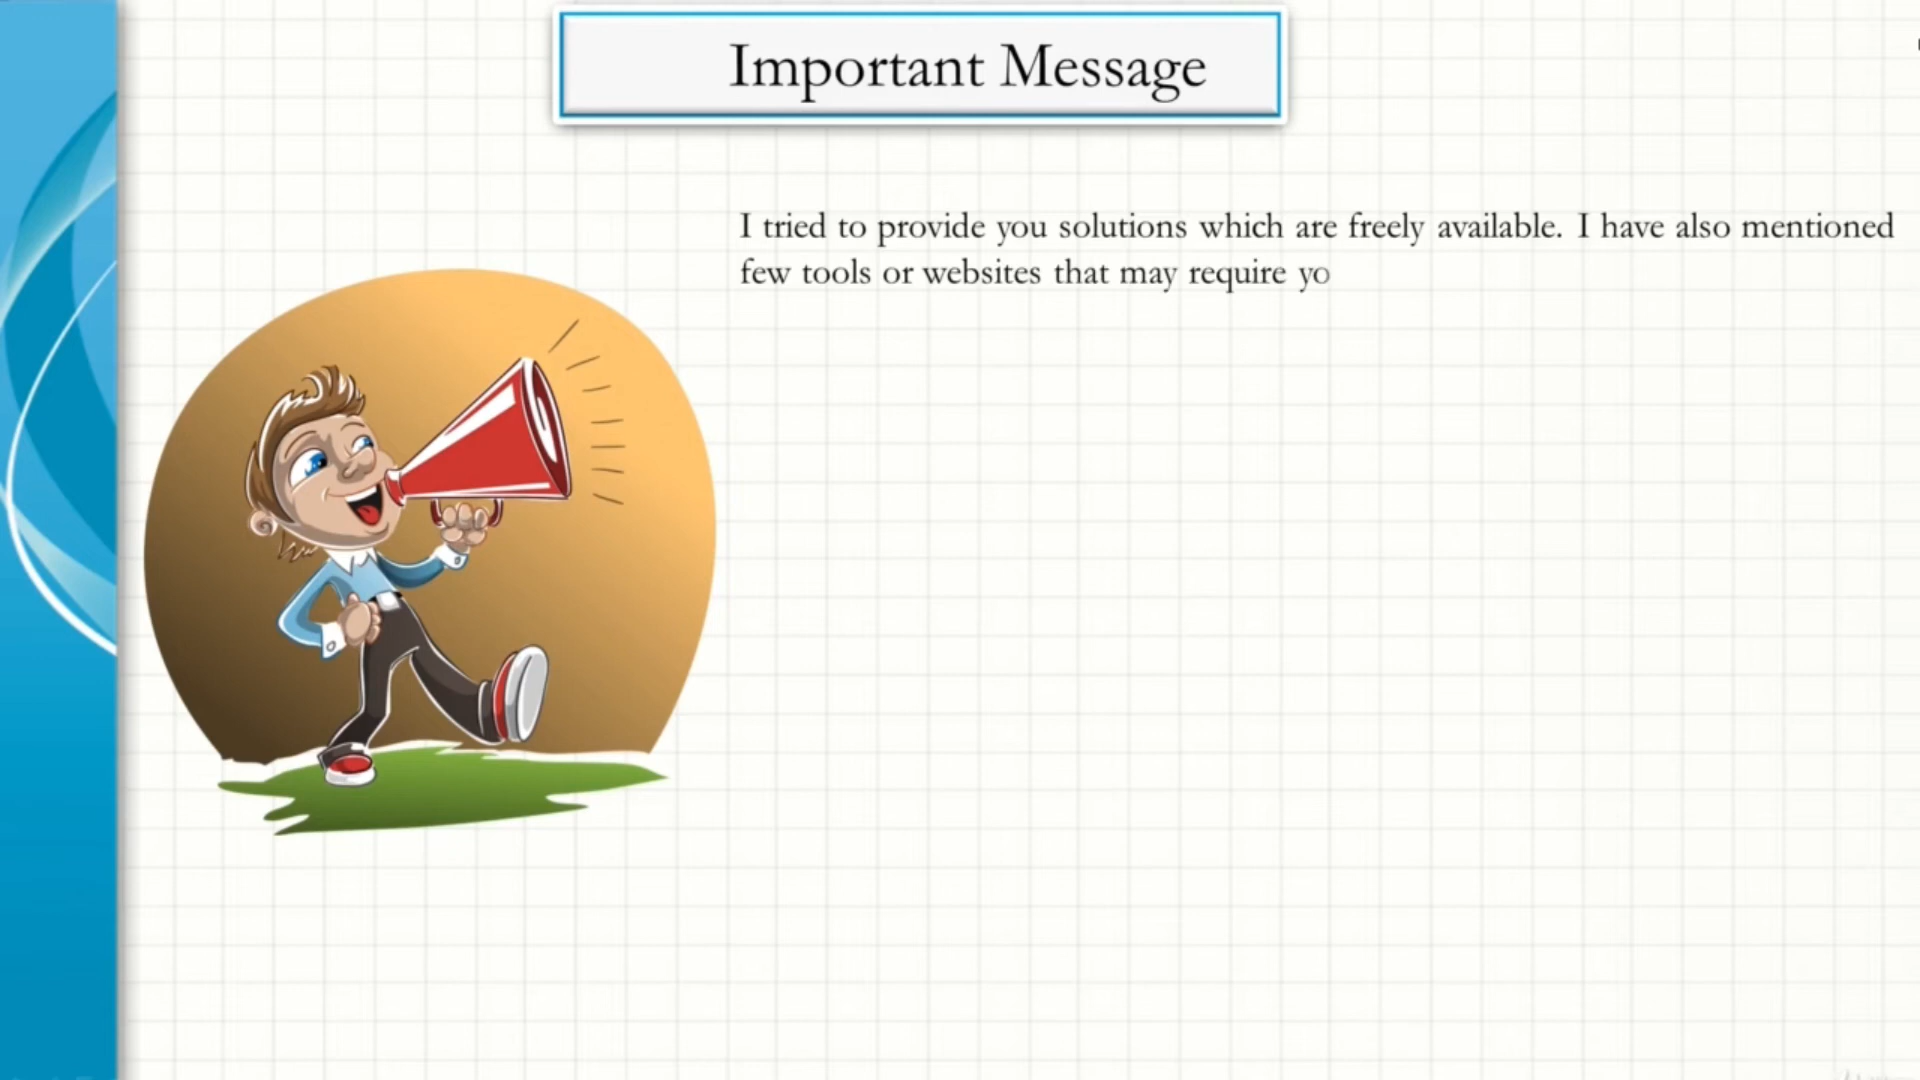 Important Message
I tried to provide you solutions which are freely available. I have also mentioned
few tools or websites that may require yo